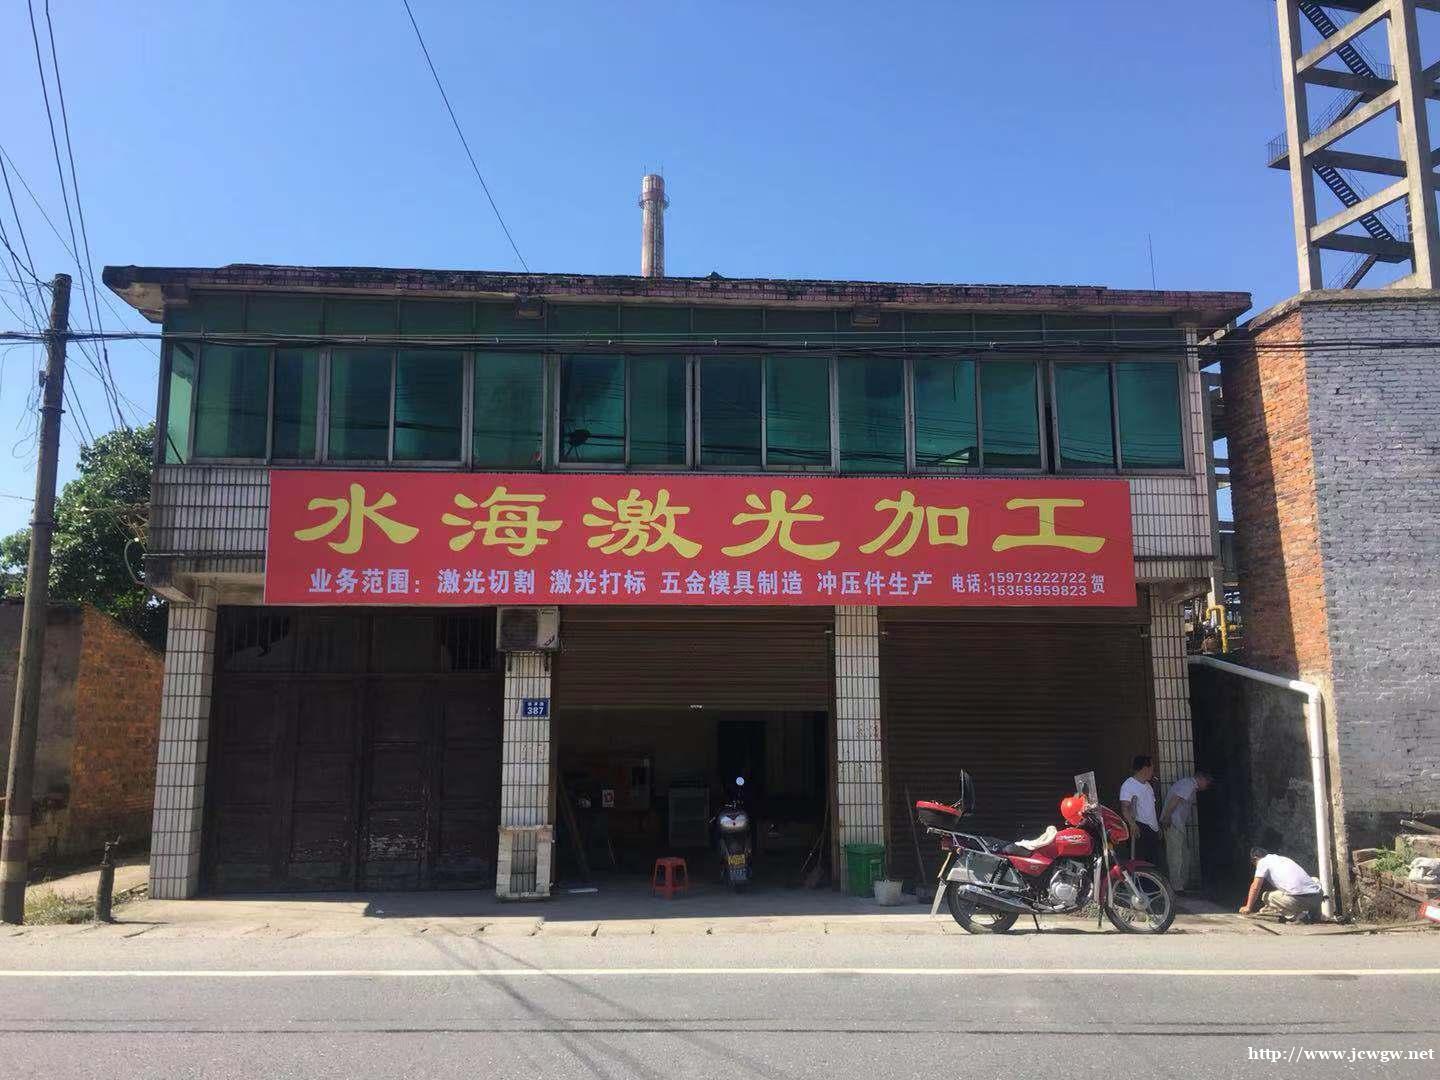 水海激光加工
业务范围：激光切割 激光打标 五金模具制造 冲压件生产 电话:15973222722 15355959823 贺
387
http://www.jcwgw.net